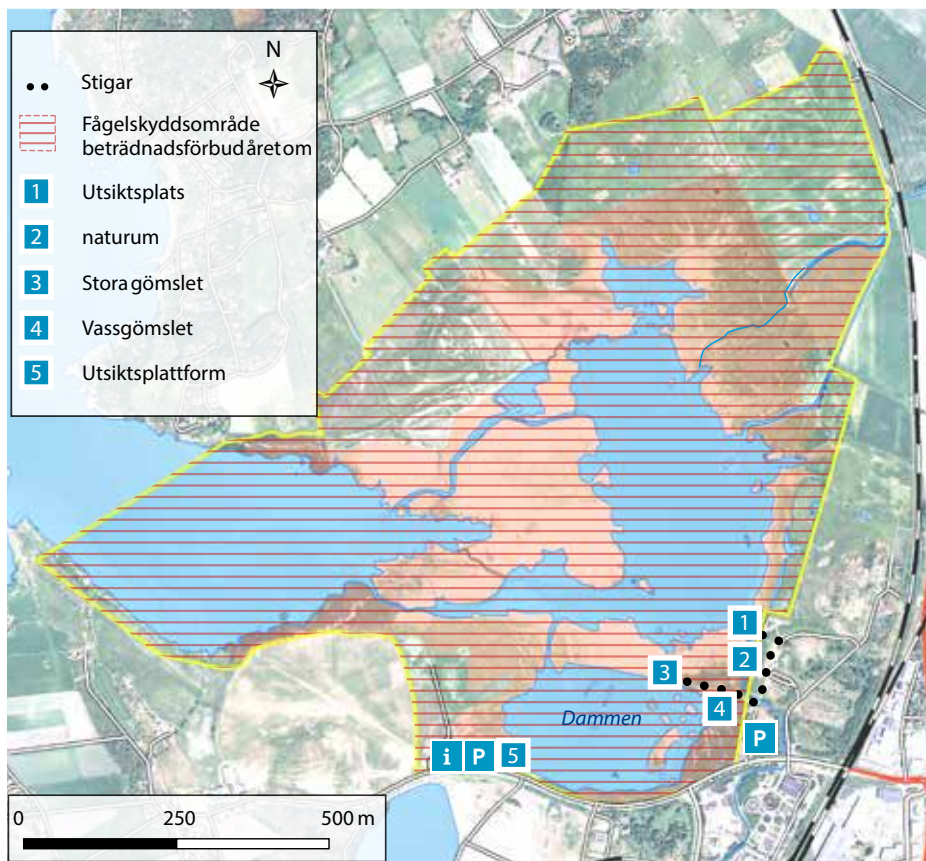 N
Stigar
Fågelskyddsområde
beträdnadsförbud året om
1 Utsiktsplats
2 naturum
3 Stora gömslet
4 Vassgömslet
5 Utsiktsplattform
1
2
3
4
Dammen
P
i P 5
0 250 500 m